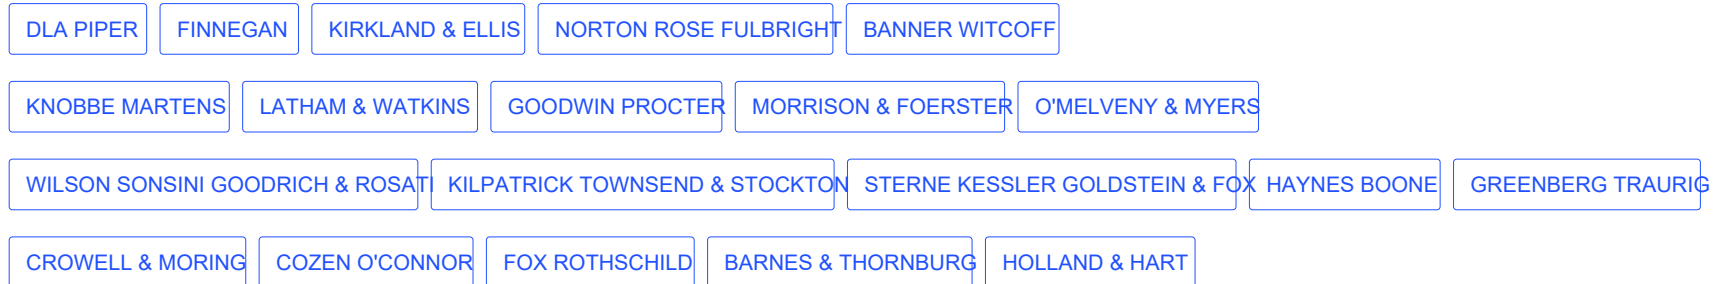 DLA PIPER FINNEGAN KIRKLAND & ELLIS NORTON ROSE FULBRIGHT BANNER WITCOFF
KNOBBE MARTENS LATHAM & WATKINS GOODWIN PROCTER MORRISON & FOERSTER O'MELVENY & MYERS
WILSON SONSINI GOODRICH & ROSATI KILPATRICK TOWNSEND & STOCKTON STERNE KESSLER GOLDSTEIN & FOX HAYNES BOONE GREENBERG TRAURIG
CROWELL & MORING COZEN O'CONNOR FOX ROTHSCHILD BARNES & THORNBURG HOLLAND & HART